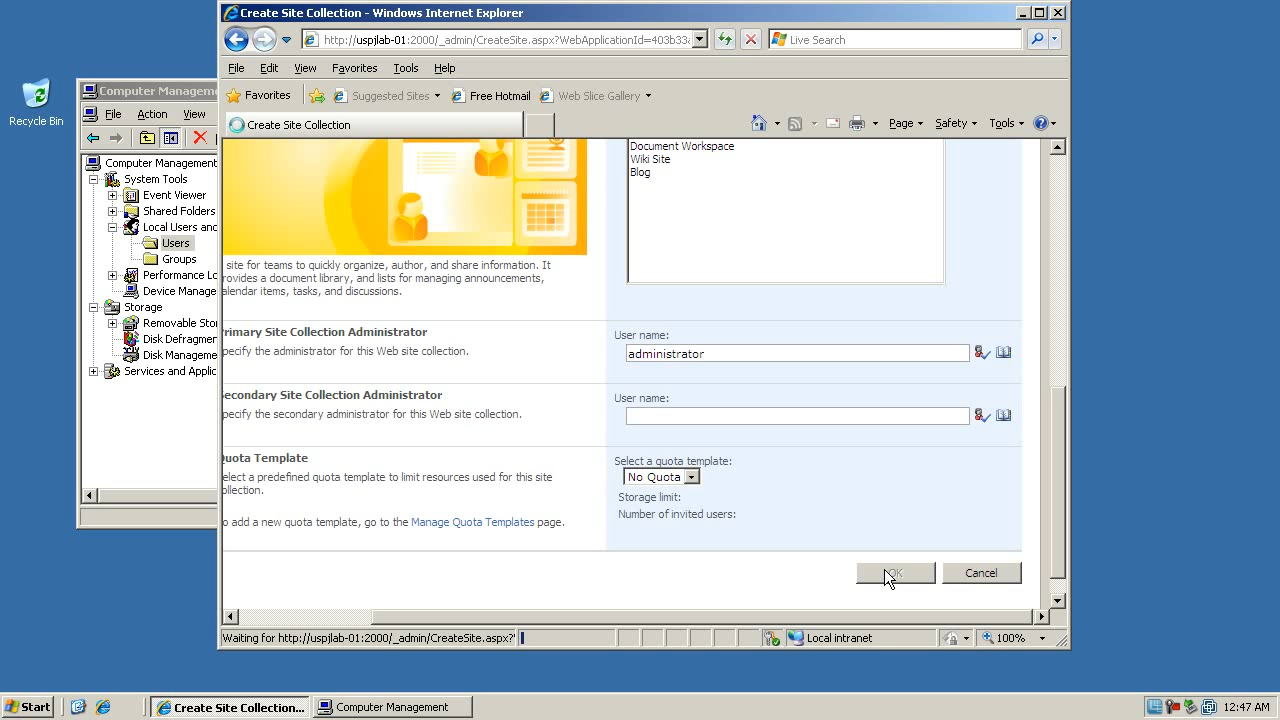 Create Site Collection - Windows Internet Explorer
http://uspjlab-01:2000/_admin/CreateSite.aspx?WebApplicationId=403b33
Live Search
File Edit View Favorites Tools Help
Favorites Suggested Sites Free Hotmail Web Slice Gallery
Create Site Collection
Page Safety Tools
Recycle Bin
Computer Manageme
File Action View
Computer Management
System Tools
Event Viewer
Shared Folders
Local Users and
Users
Groups
Performance Lo
Device Manage
Storage
Removable Sto
Disk Defragmer
Disk Manageme
Services and Applic
Document Workspace
Wiki Site
Blog
site for teams to quickly organize, author, and share information. It
rovides a document library, and lists for managing announcements,
alendar items, tasks, and discussions.
rimary Site Collection Administrator
pecify the administrator for this Web site collection.
User name:
administrator
econdary Site Collection Administrator
pecify the secondary administrator for this Web site collection.
User name:
uota Template
elect a predefined quota template to limit resources used for this site
ollection.
o add a new quota template, go to the Manage Quota Templates page.
Select a quota template:
No Quota
Storage limit:
Number of invited users:
OK Cancel
Waiting for http://uspjlab-01:2000/_admin/CreateSite.aspx?
Local intranet
100%
Start
Create Site Collection...
Computer Management
12:47 AM